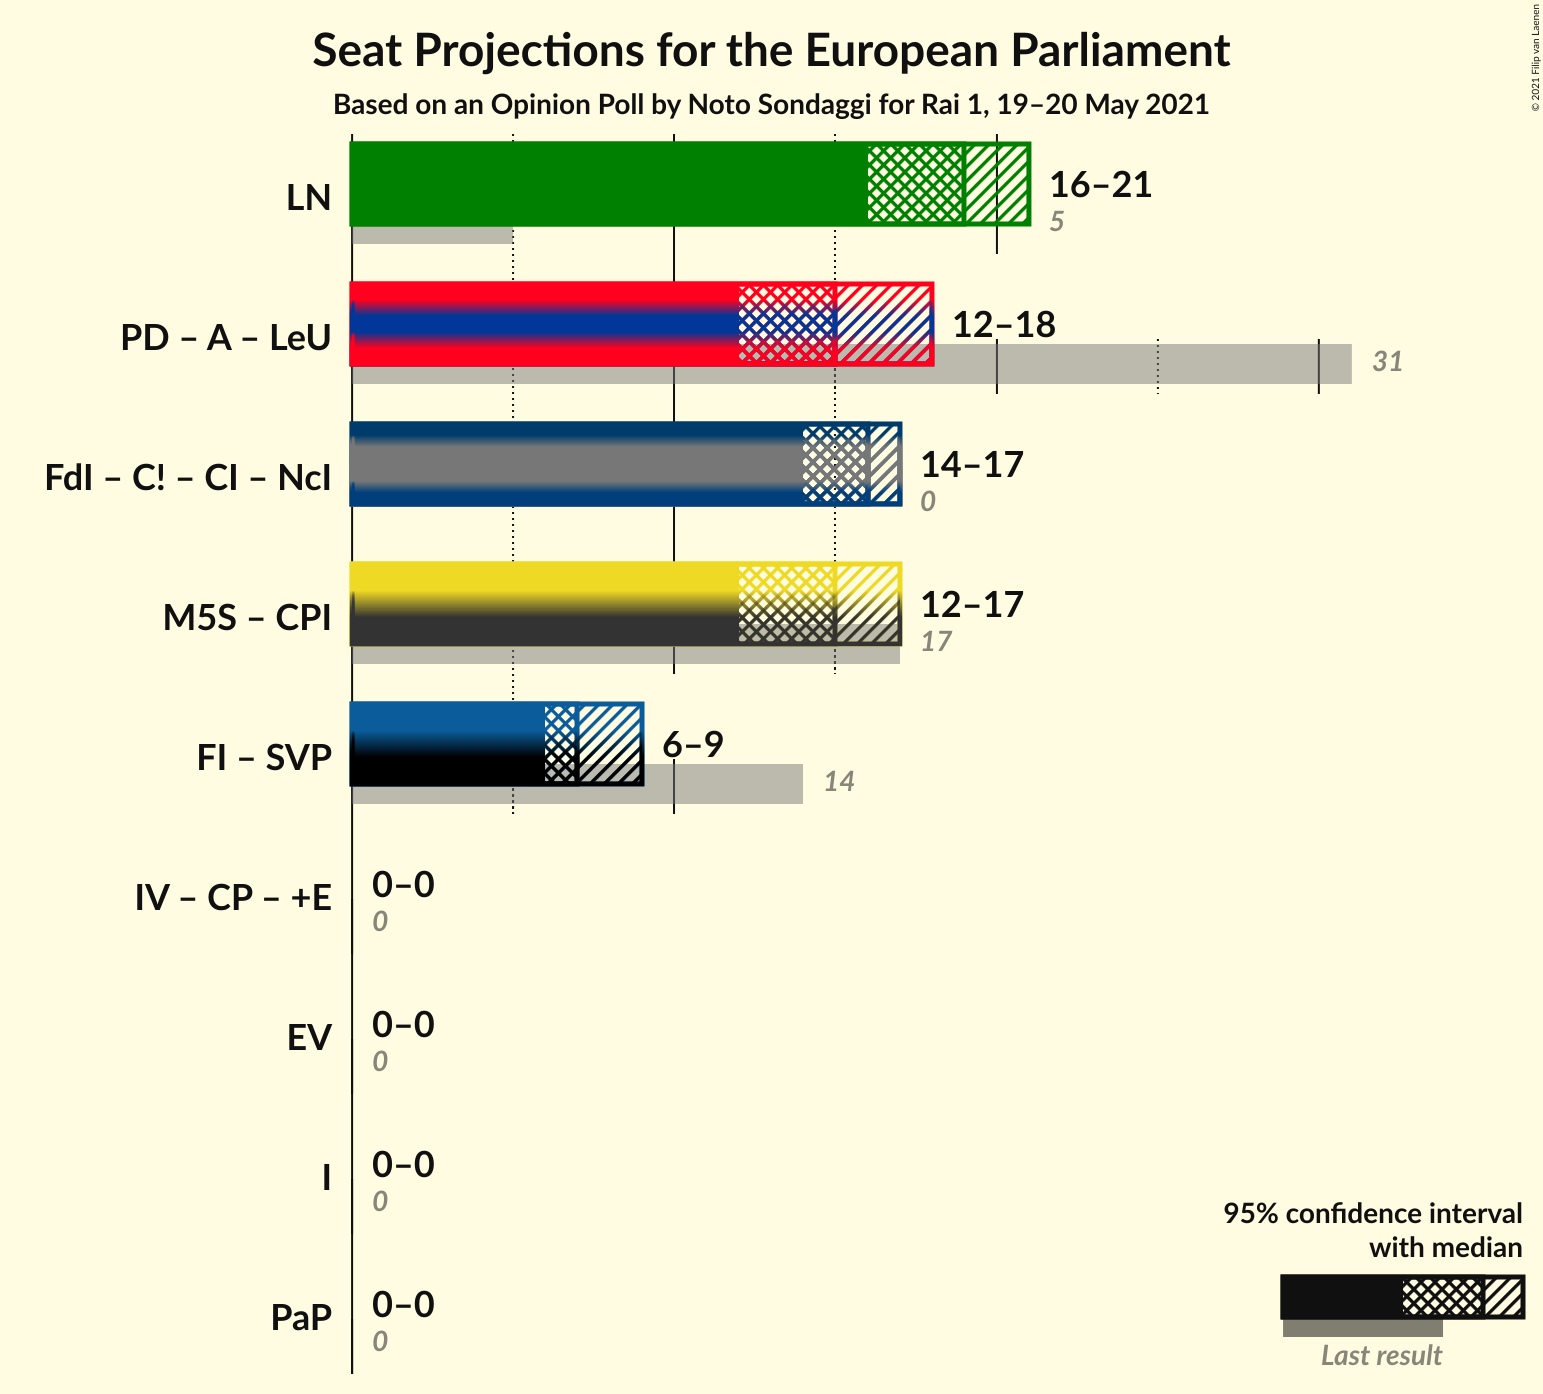 Seat Projections for the European Parliament
Based on an Opinion Poll by Noto Sondaggi for Rai 1, 19–20 May 2021
© 2021 Filip van Laenen
LN
16–21
5
PD – A – LeU
12–18
31
FdI – C! – CI – NcI
14–17
0
M5S – CPI
12–17
17
FI – SVP
6–9
14
IV – CP – +E
0–0
0
EV
0–0
0
I
0–0
0
PaP
0–0
0
95% confidence interval
with median
Last result